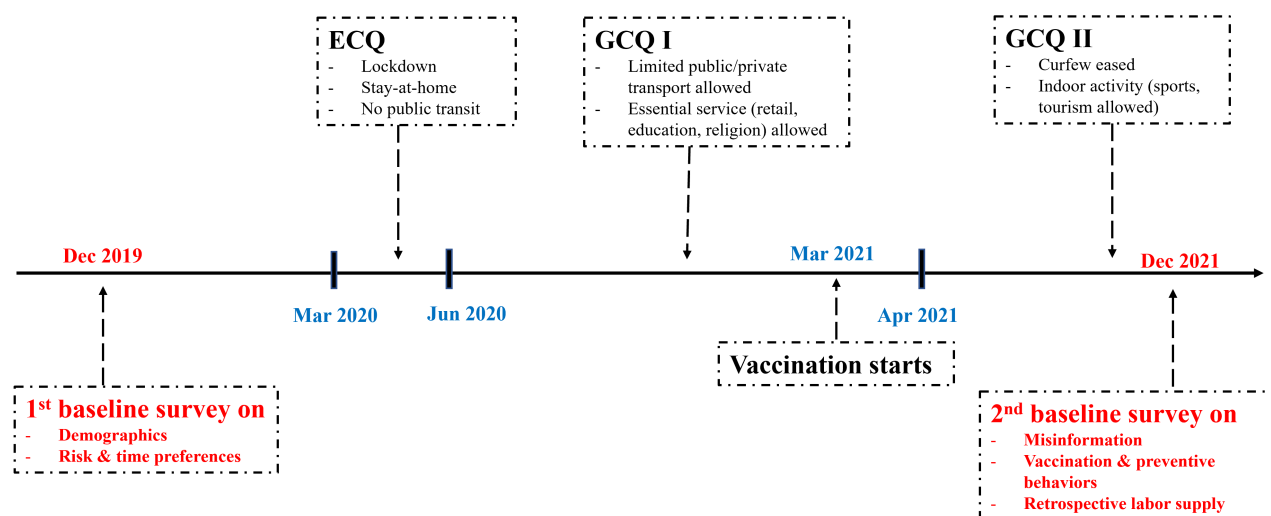 ECQ
- Lockdown
- Stay-at-home
- No public transit
GCQ I
- Limited public/private
transport allowed
- Essential service (retail,
education, religion) allowed
GCQ II
- Curfew eased
- Indoor activity (sports,
tourism allowed)
Dec 2019
Mar 2020
Jun 2020
Mar 2021
Apr 2021
Dec 2021
Vaccination starts
1st baseline survey on
- Demographics
- Risk & time preferences
2nd baseline survey on
- Misinformation
- Vaccination & preventive
behaviors
- Retrospective labor supply